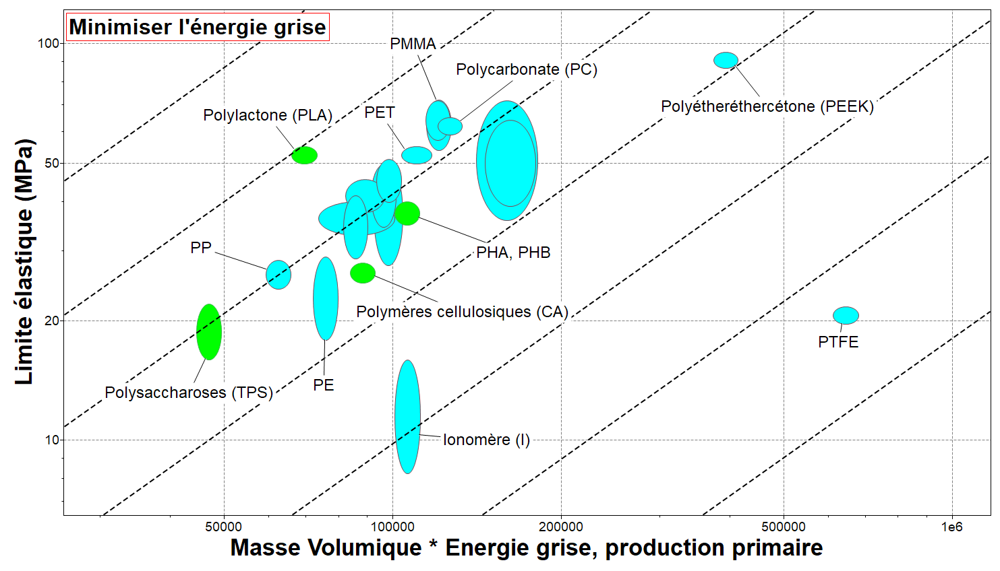 Minimiser l'énergie grise
100
PMMA
Polycarbonate (PC)
Polylactone (PLA)
PET
Polyétheréthercétone (PEEK)
50
PP
PHA, PHB
Polymères cellulosiques (CA)
20
PTFE
Polysaccharoses (TPS)
PE
10
Ionomère (I)
Limite élastique (MPa)
50000
100000
200000
500000
1e6
Masse Volumique * Energie grise, production primaire